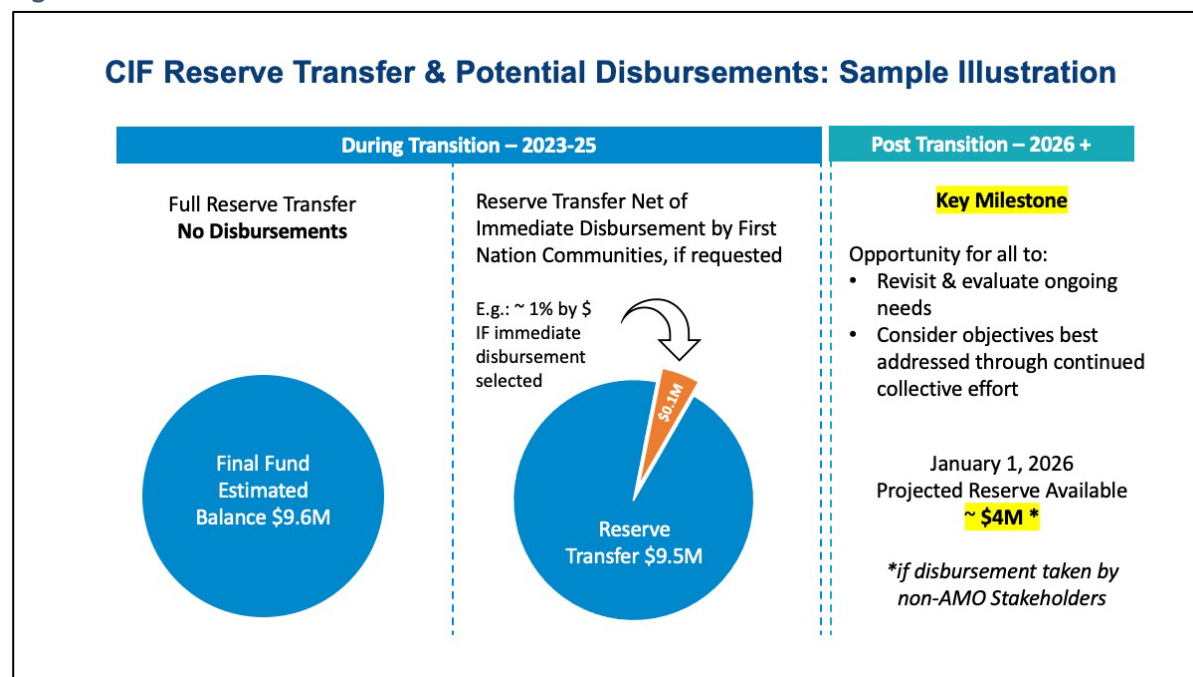 CIF Reserve Transfer & Potential Disbursements: Sample Illustration
During Transition – 2023-25
Full Reserve Transfer
No Disbursements
Final Fund
Estimated
Balance $9.6M
Reserve Transfer Net of
Immediate Disbursement by First
Nation Communities, if requested
E.g.: ~ 1% by $
IF immediate
disbursement
selected
$0.1M
Reserve
Transfer $9.5M
Post Transition – 2026 +
Key Milestone
Opportunity for all to:
• Revisit & evaluate ongoing
needs
• Consider objectives best
addressed through continued
collective effort
January 1, 2026
Projected Reserve Available
~ $4M *
*if disbursement taken by
non-AMO Stakeholders